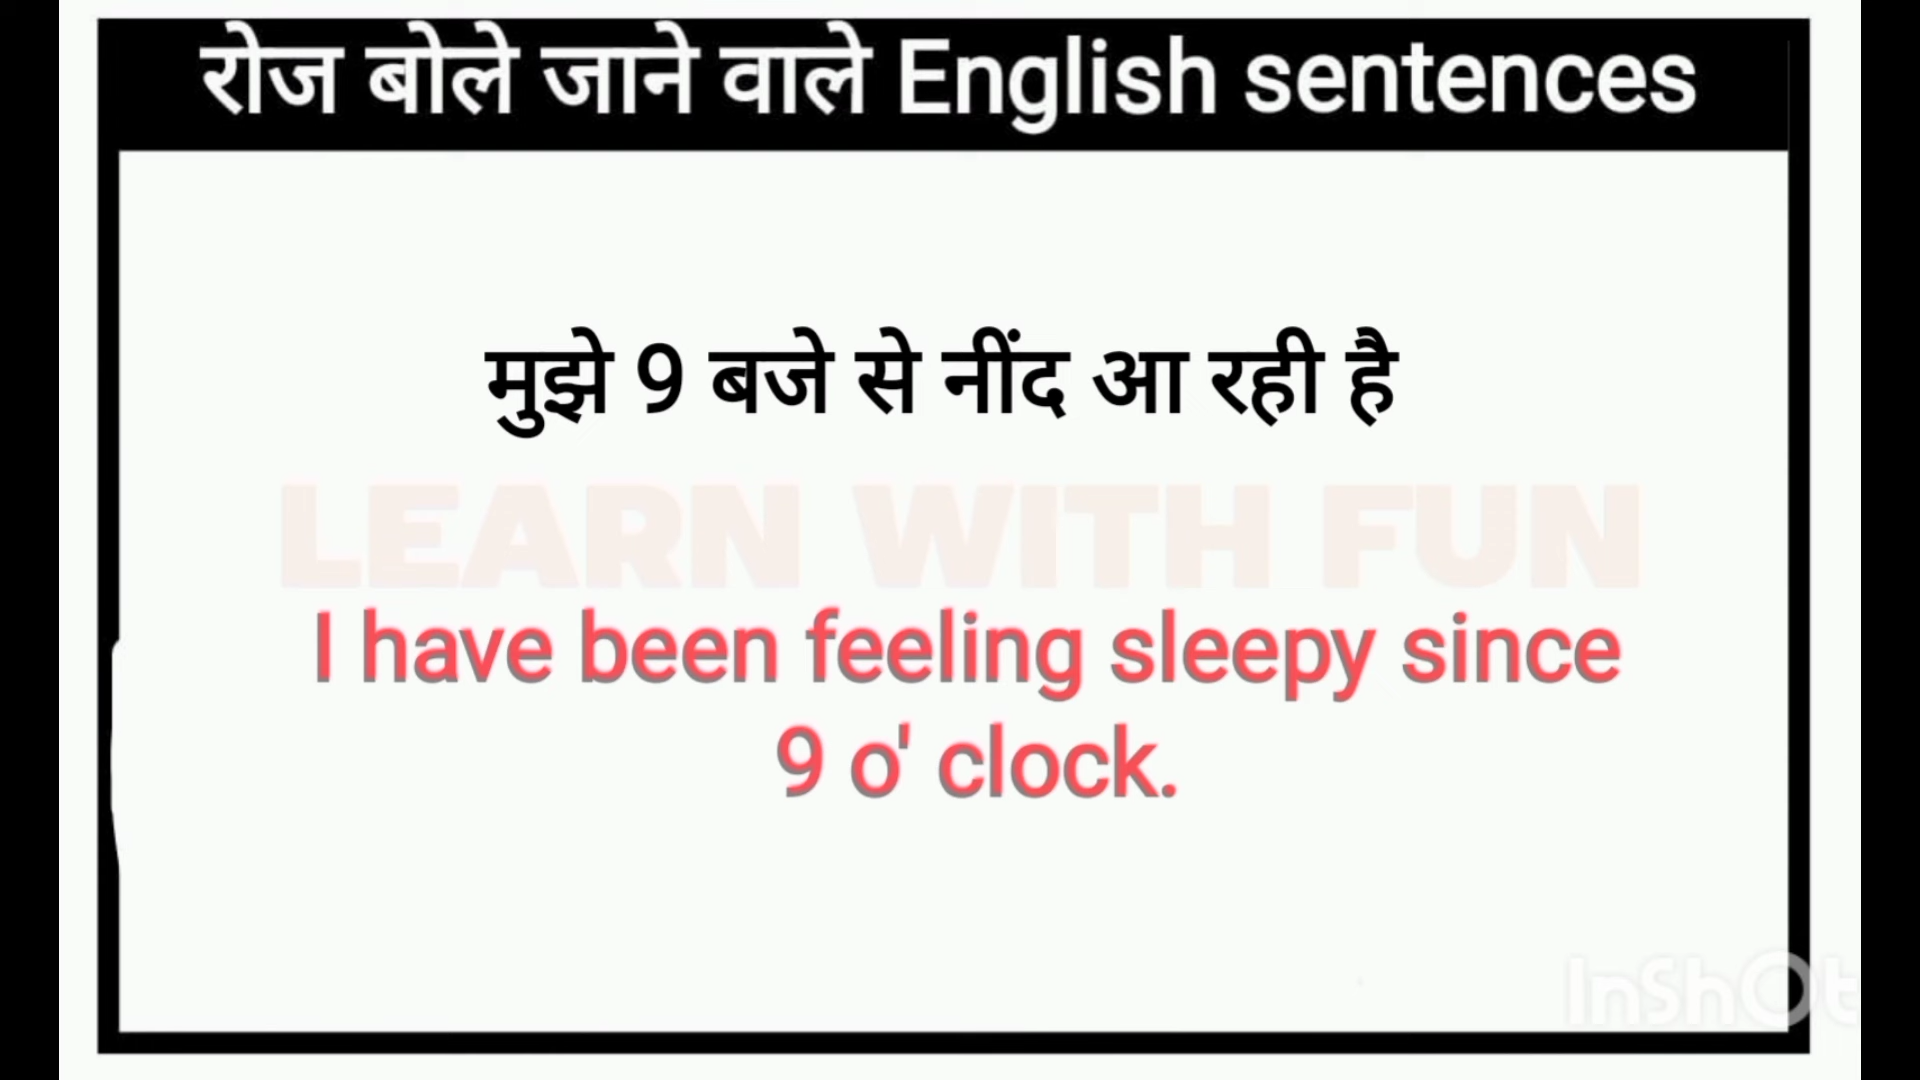 रोज बोले जाने वाले English sentences
मुझे 9 बजे से नींद आ रही है
LEARN WITH FUN
I have been feeling sleepy since
9 o' clock.
InShOt